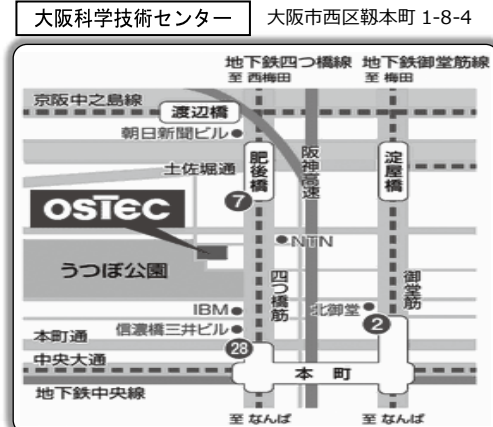 大阪科学技術センター 大阪市西区靱本町 1-8-4
地下鉄四つ橋線 地下鉄御堂筋線
至 西梅田 至 梅田
京阪中之島線
渡辺橋
朝日新聞ビル
土佐堀通
肥後橋
阪神高速
淀屋橋
7
OSTEC
NTN
うつぼ公園
四つ橋筋
御堂筋
IBM
北御堂
2
本町通
信濃橋三井ビル
28
中央大通
本町
地下鉄中央線
至 なんば 至 なんば